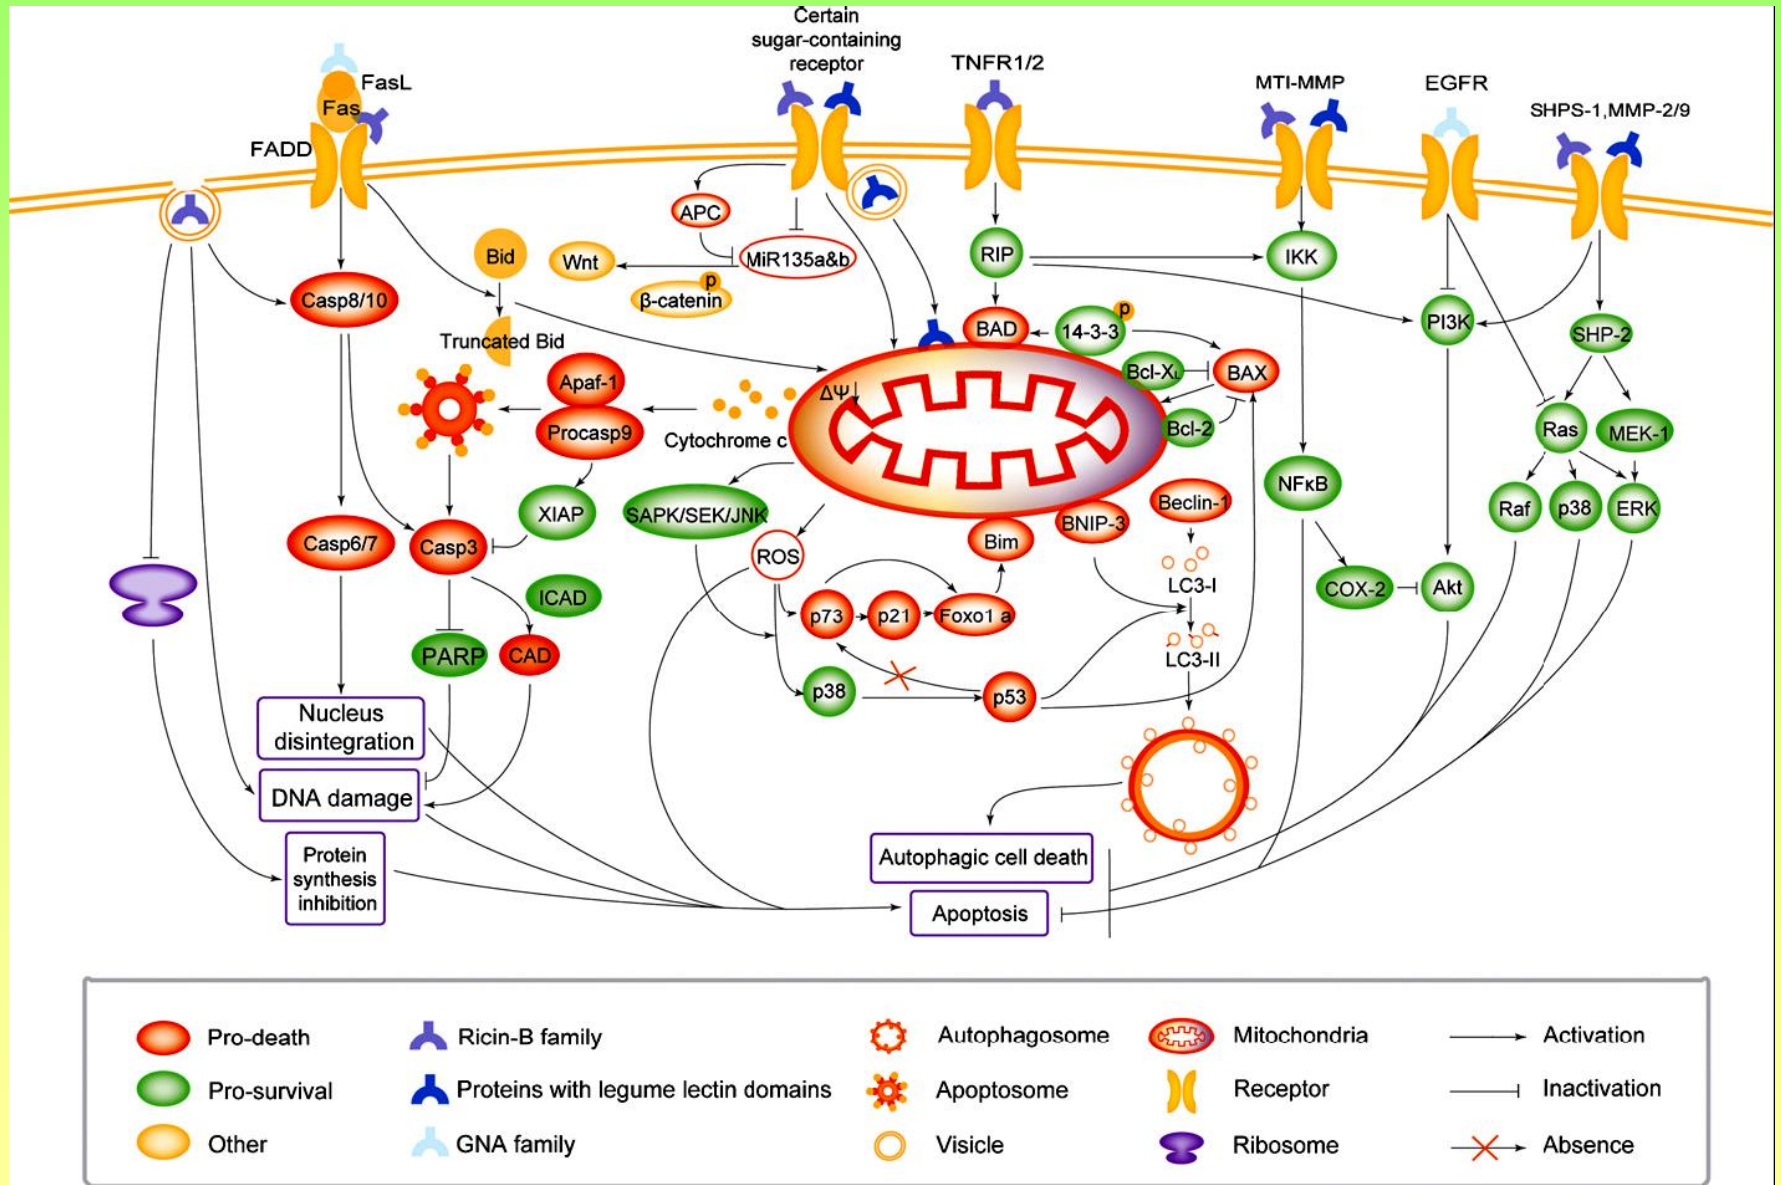 Certain
sugar-containing
receptor
FasL
Fas
FADD
TNFR1/2
MTI-MMP
EGFR
SHPS-1,MMP-2/9
APC
MiR135a&b
Wnt
p
β-catenin
Bid
Truncated Bid
RIP
IKK
Casp8/10
BAD
14-3-3
p
PI3K
SHP-2
Apaf-1
Procasp9
Cytochrome c
ΔΨ
Bcl-XL
BAX
Bcl-2
Ras
MEK-1
XIAP
SAPK/SEK/JNK
BNIP-3
Beclin-1
NFκB
Raf
p38
ERK
Casp6/7
Casp3
ROS
Bim
LC3-I
ICAD
p73
p21
Foxo1 a
COX-2
Akt
PARP
CAD
LC3-II
p38
p53
Nucleus
disintegration
DNA damage
Protein
synthesis
inhibition
Autophagic cell death
Apoptosis
Pro-death
Ricin-B family
Autophagosome
Mitochondria
Activation
Pro-survival
Proteins with legume lectin domains
Apoptosome
Receptor
Inactivation
Other
GNA family
Visicle
Ribosome
Absence